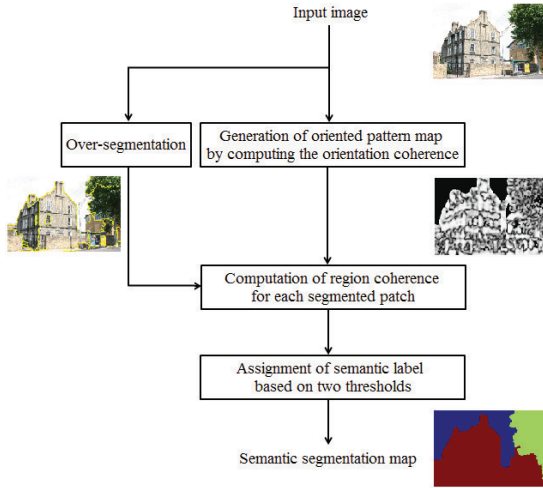 Input image
Over-segmentation
Generation of oriented pattern map
by computing the orientation coherence
Computation of region coherence
for each segmented patch
Assignment of semantic label
based on two thresholds
Semantic segmentation map